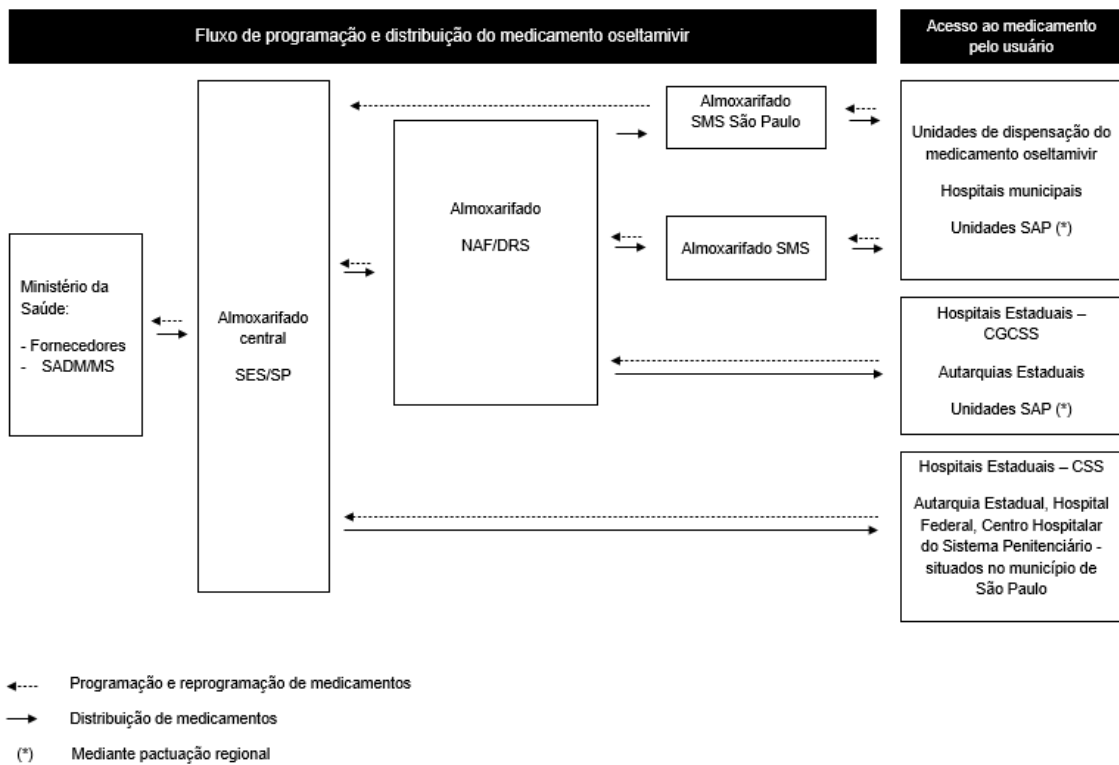 Fluxo de programação e distribuição do medicamento oseltamivir
Acesso ao medicamento
pelo usuário
Ministério da
Saúde:
- Fornecedores
- SADM/MS
Almoxarifado
central
SES/SP
Almoxarifado
NAF/DRS
Almoxarifado
SMS São Paulo
Almoxarifado SMS
Unidades de dispensação do
medicamento oseltamivir
Hospitais municipais
Unidades SAP (*)
Hospitais Estaduais –
CGCSS
Autarquias Estaduais
Unidades SAP (*)
Hospitais Estaduais – CSS
Autarquia Estadual, Hospital
Federal, Centro Hospitalar
do Sistema Penitenciário -
situados no município de
São Paulo
Programação e reprogramação de medicamentos
Distribuição de medicamentos
(*) Mediante pactuação regional